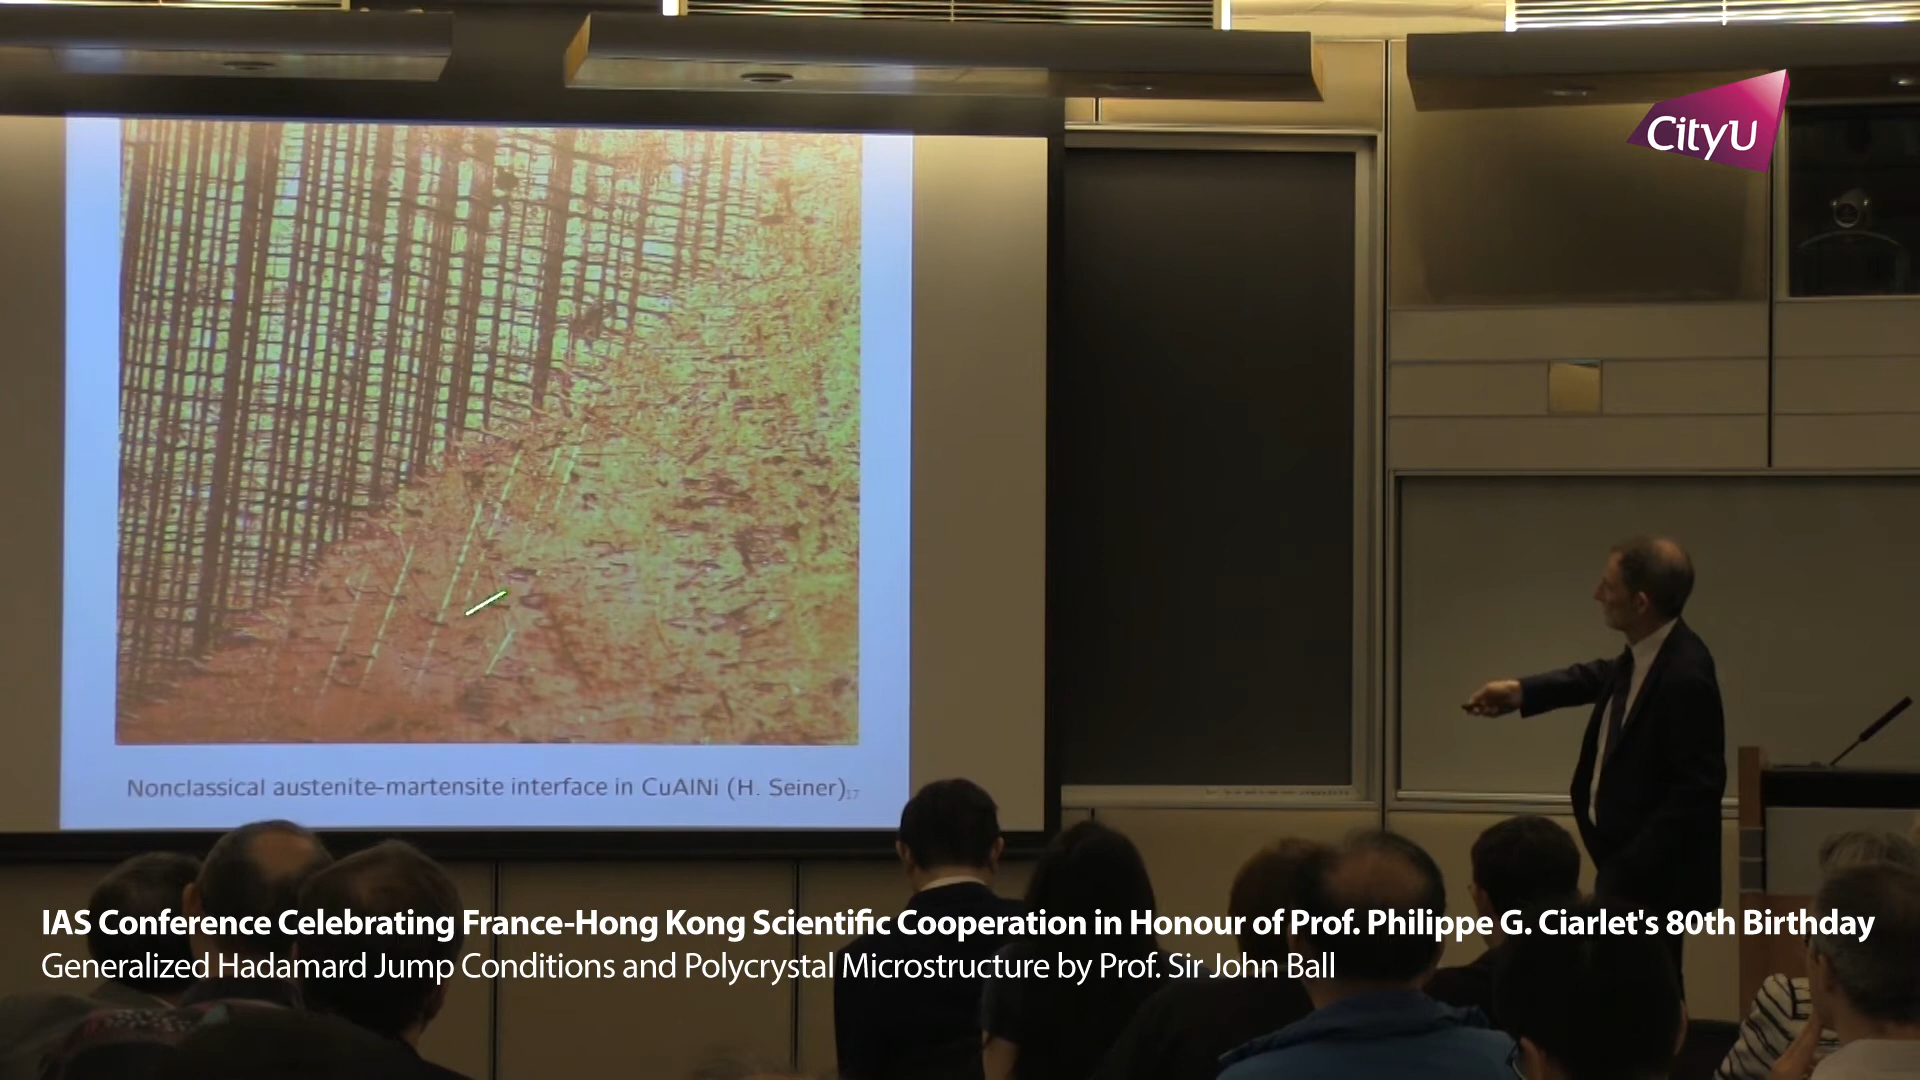 CityU
Nonclassical austenite-martensite interface in CuAlNi (H. Seiner)
17
IAS Conference Celebrating France-Hong Kong Scientific Cooperation in Honour of Prof. Philippe G. Ciarlet's 80th Birthday
Generalized Hadamard Jump Conditions and Polycrystal Microstructure by Prof. Sir John Ball